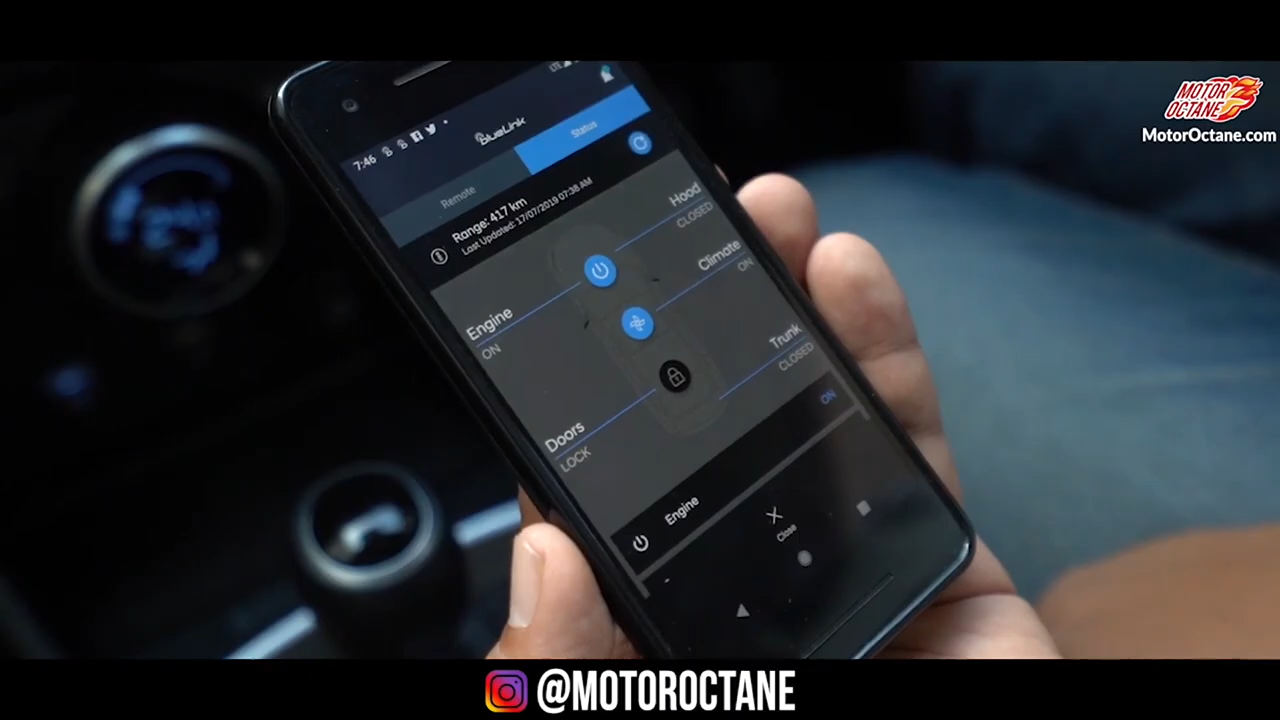 MOTOR
OCTANE
MotorOctane.com
7:46
LTE
BlueLink
Remote
Status
Range: 417 km
Last Updated: 17/07/2019 07:38 AM
Hood
CLOSED
Climate
ON
Engine
ON
Trunk
CLOSED
Doors
LOCK
Engine
ON
Close
@MOTOROCTANE